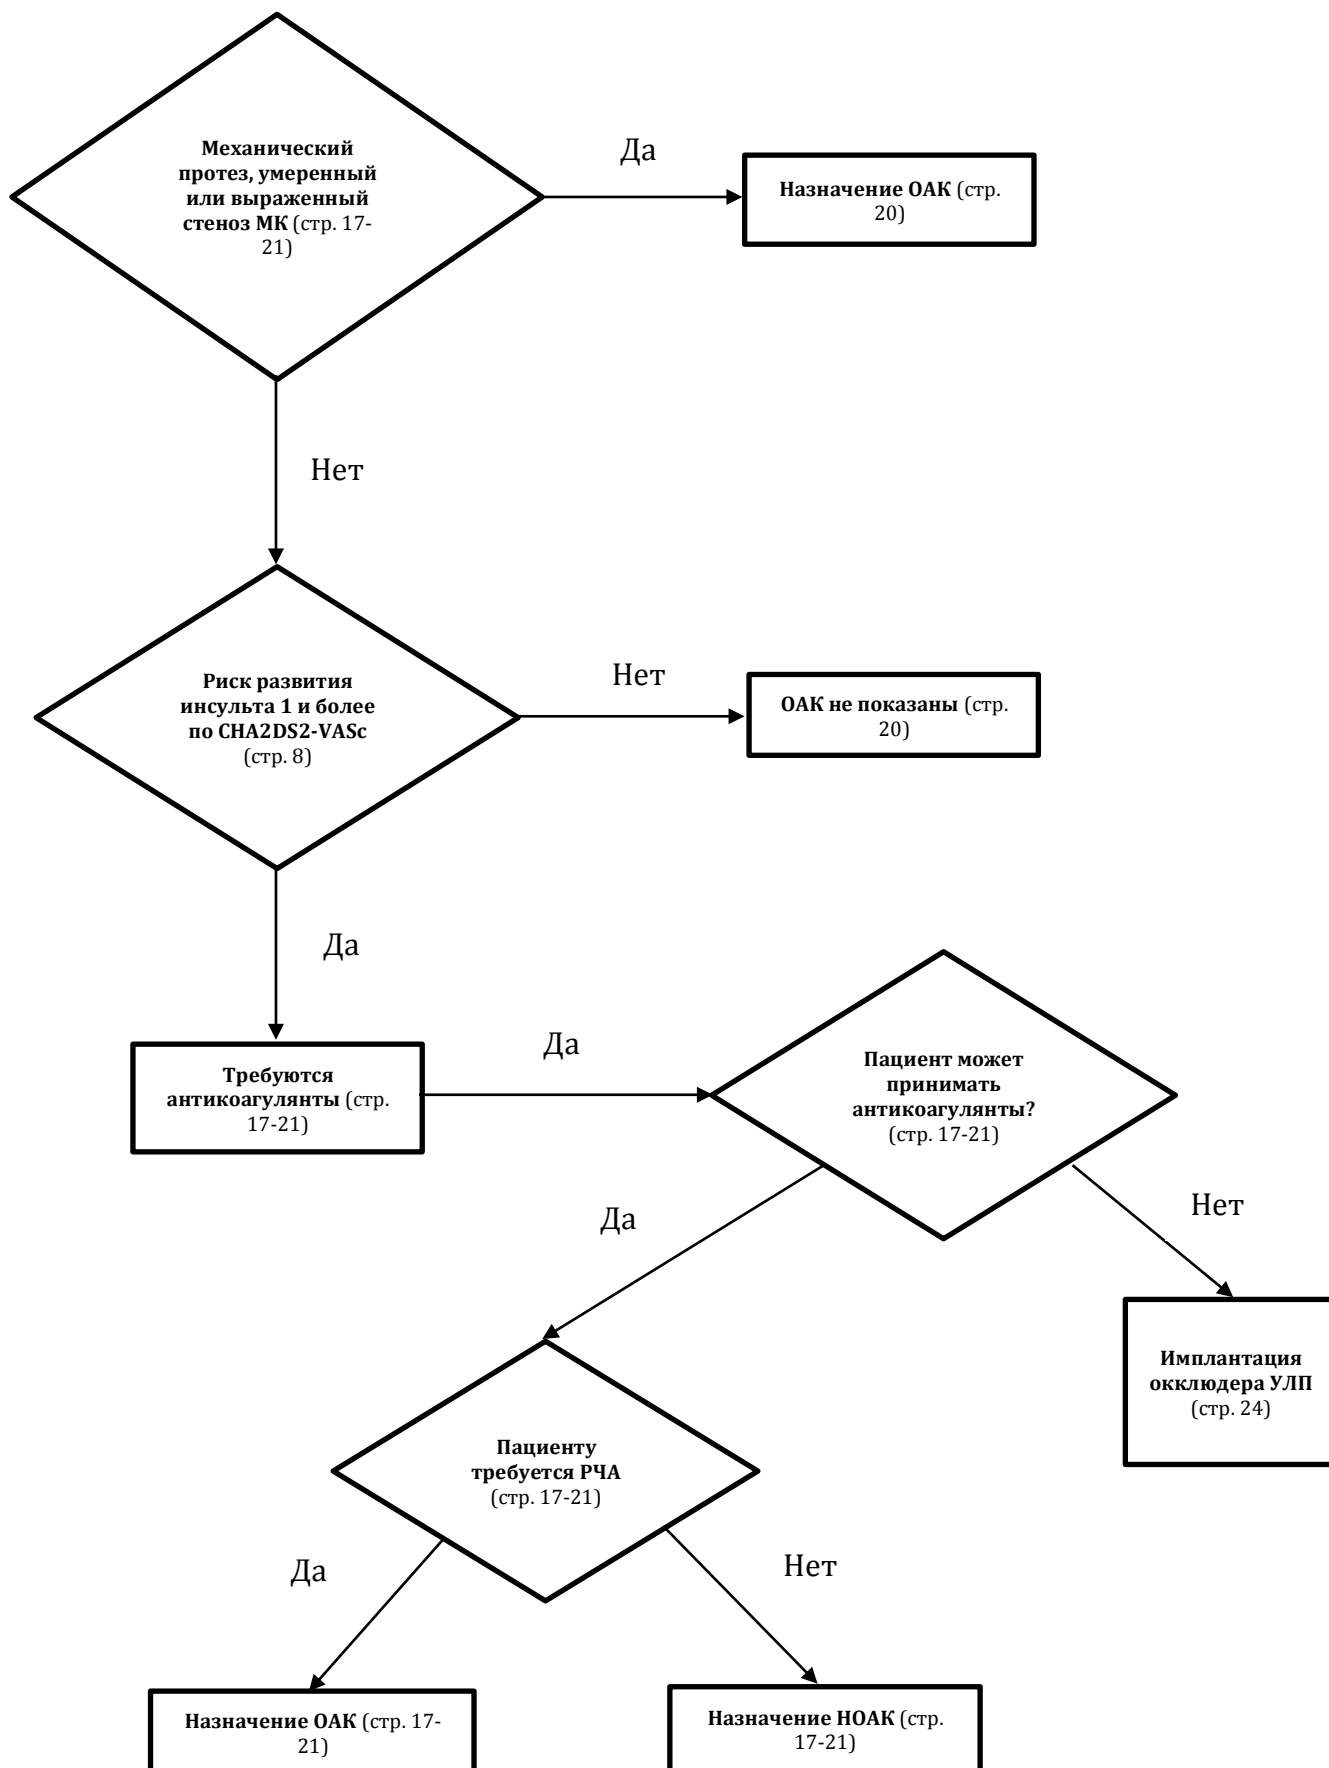 Механический
протез, умеренный
или выраженный
стеноз МК (стр. 17-
21)
Да
Назначение ОАК (стр.
20)
Нет
Риск развития
инсульта 1 и более
по CHA2DS2-VASc
(стр. 8)
Нет
ОАК не показаны (стр.
20)
Да
Требуются
антикоагулянты (стр.
17-21)
Да
Пациент может
принимать
антикоагулянты?
(стр. 17-21)
Да
Нет
Имплантация
окклюдера УЛП
(стр. 24)
Пациенту
требуется РЧА
(стр. 17-21)
Да
Нет
Назначение ОАК (стр. 17-
21)
Назначение НОАК (стр.
17-21)